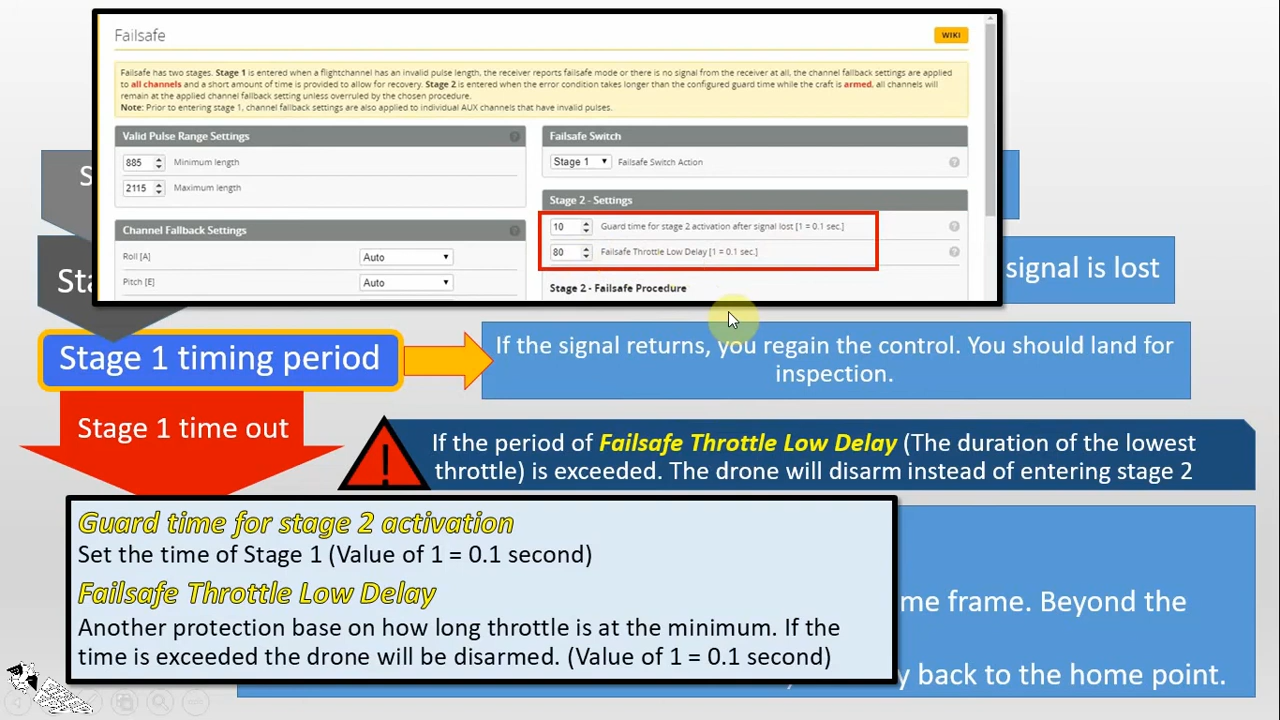 Failsafe
WIKI
Failsafe has two stages. Stage 1 is entered when a flightchannel has an invalid pulse length, the receiver reports failsafe mode or there is no signal from the receiver at all, the channel fallback settings are applied
to all channels and a short amount of time is provided to allow for recovery. Stage 2 is entered when the error condition takes longer than the configured guard time while the craft is armed, all channels will
remain at the applied channel fallback setting unless overruled by the chosen procedure.
Note: Prior to entering stage 1, channel fallback settings are also applied to individual AUX channels that have invalid pulses.
Valid Pulse Range Settings
885 Minimum length
2115 Maximum length
Channel Fallback Settings
Roll [A] Auto
Pitch [E] Auto
Failsafe Switch
Stage 1 Failsafe Switch Action
Stage 2 - Settings
10 Guard time for stage 2 activation after signal lost [1 = 0.1 sec.]
80 Failsafe Throttle Low Delay [1 = 0.1 sec.]
Stage 2 - Failsafe Procedure
signal is lost
Stage 1 timing period
If the signal returns, you regain the control. You should land for
inspection.
Stage 1 time out
If the period of Failsafe Throttle Low Delay (The duration of the lowest
throttle) is exceeded. The drone will disarm instead of entering stage 2
Guard time for stage 2 activation
Set the time of Stage 1 (Value of 1 = 0.1 second)
Failsafe Throttle Low Delay
Another protection base on how long throttle is at the minimum. If the
time is exceeded the drone will be disarmed. (Value of 1 = 0.1 second)
me frame. Beyond the
y back to the home point.